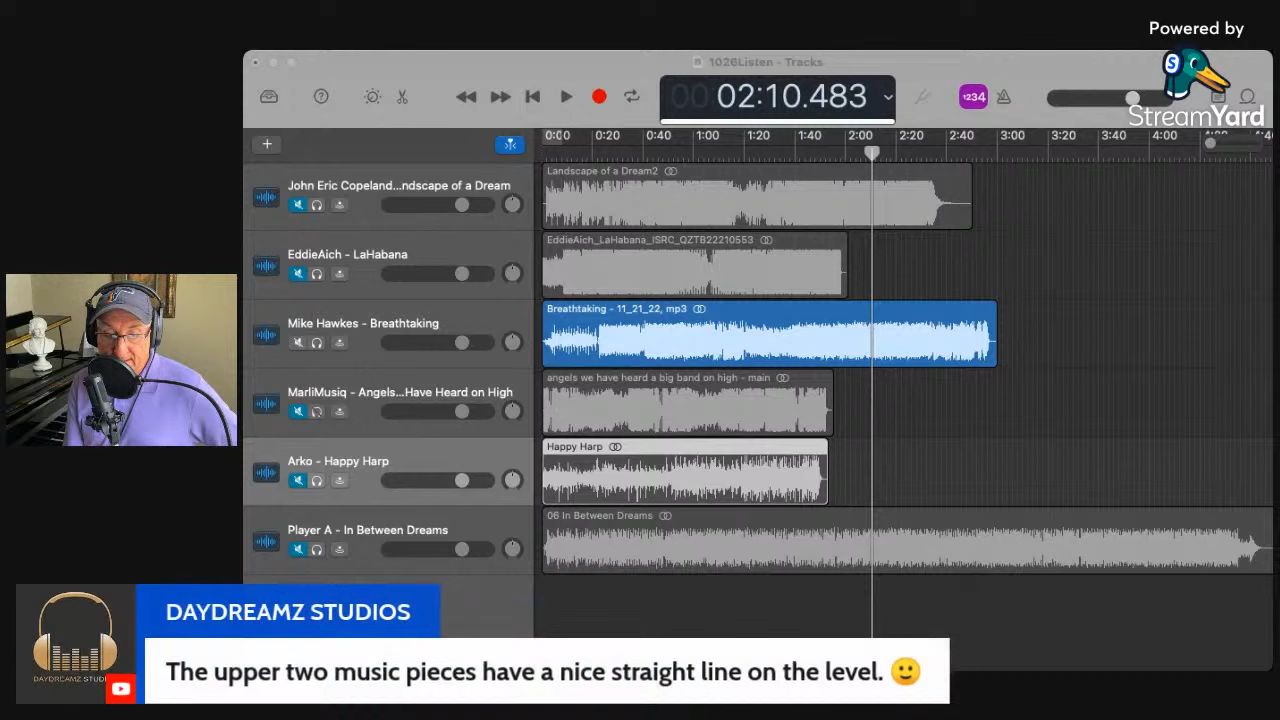 Powered by
StreamYard
1026Listen - Tracks
02:10.483
1234
0:00 0:20 0:40 1:00 1:20 1:40 2:00 2:20 2:40 3:00 3:20 3:40 4:00
John Eric Copeland...ndscape of a Dream
Landscape of a Dream2
EddieAich - LaHabana
EddieAich_LaHabana_ISRC_QZTB22210553
Mike Hawkes - Breathtaking
Breathtaking - 11_21_22, mp3
MarliMusiq - Angels...Have Heard on High
angels we have heard a big band on high - main
Arko - Happy Harp
Happy Harp
Player A - In Between Dreams
06 In Between Dreams
DAYDREAMZ STUDIOS
The upper two music pieces have a nice straight line on the level. 🙂